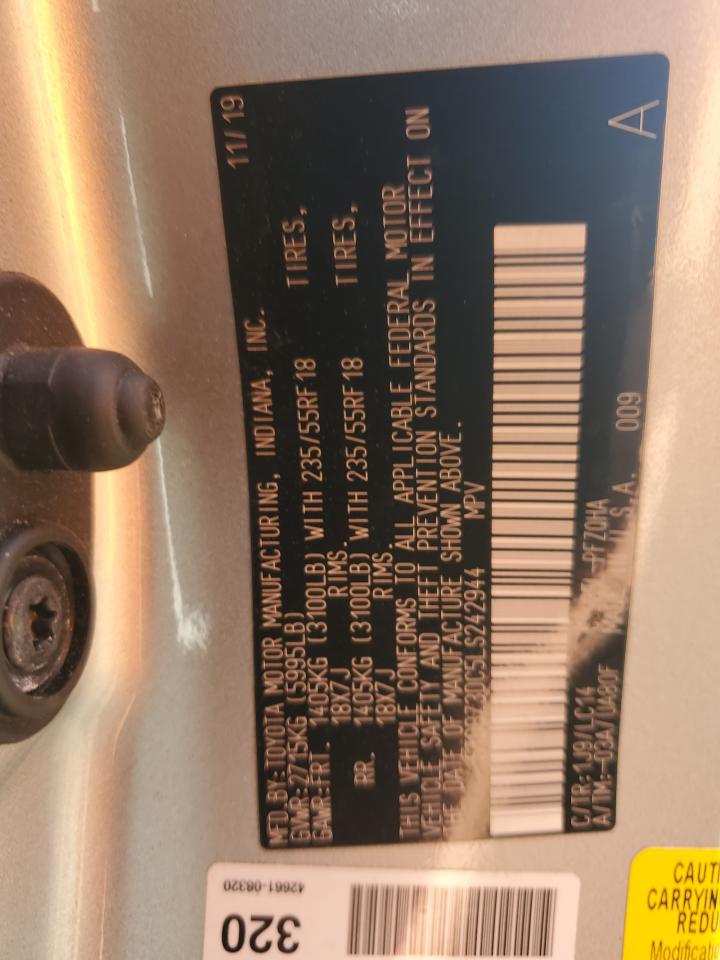 MFD.BY:TOYOTA MOTOR MANUFACTURING, INDIANA, INC. 11/19
GVWR:2715KG (5995LB)
GAWR:FRT. 1405KG (3100LB) WITH 235/55RF18 TIRES,
18X7J RIMS.
RR. 1405KG (3100LB) WITH 235/55RF18 TIRES,
18X7J RIMS.
THIS VEHICLE CONFORMS TO ALL APPLICABLE FEDERAL MOTOR
VEHICLE SAFETY AND THEFT PREVENTION STANDARDS IN EFFECT ON
THE DATE OF MANUFACTURE SHOWN ABOVE.
MPV
C/TR:1J9/LC14
A/TM:-03A/UA80F
009
A
320
42661-08320
CAUTI
CARRYIN
REDU
Modificati